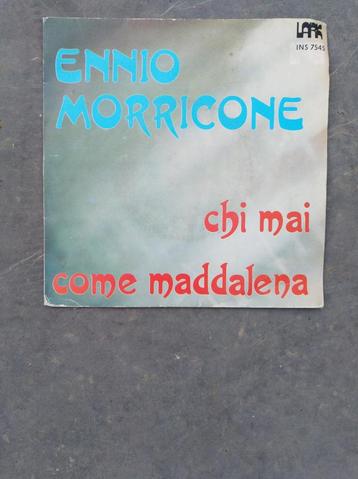 LARK
INS 7545
ENNIO
MORRICONE
chi mai
come maddalena